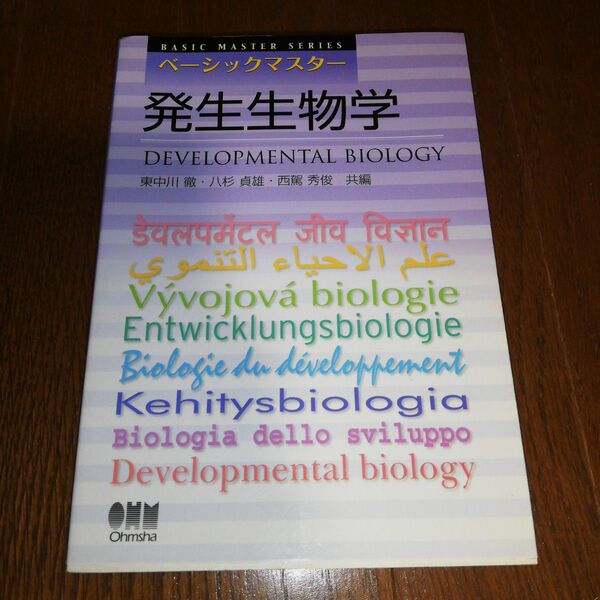 BASIC MASTER SERIES
ベーシックマスター
発生生物学
DEVELOPMENTAL BIOLOGY
東中川 徹・八杉 貞雄・西駕 秀俊 共編
डेवलपमेंटल जीव विज्ञान
علم الاحياء التنموي
Vývojová biologie
Entwicklungsbiologie
Biologie du développement
Kehitysbiologia
Biologia dello sviluppo
Developmental biology
OHM
Ohmsha